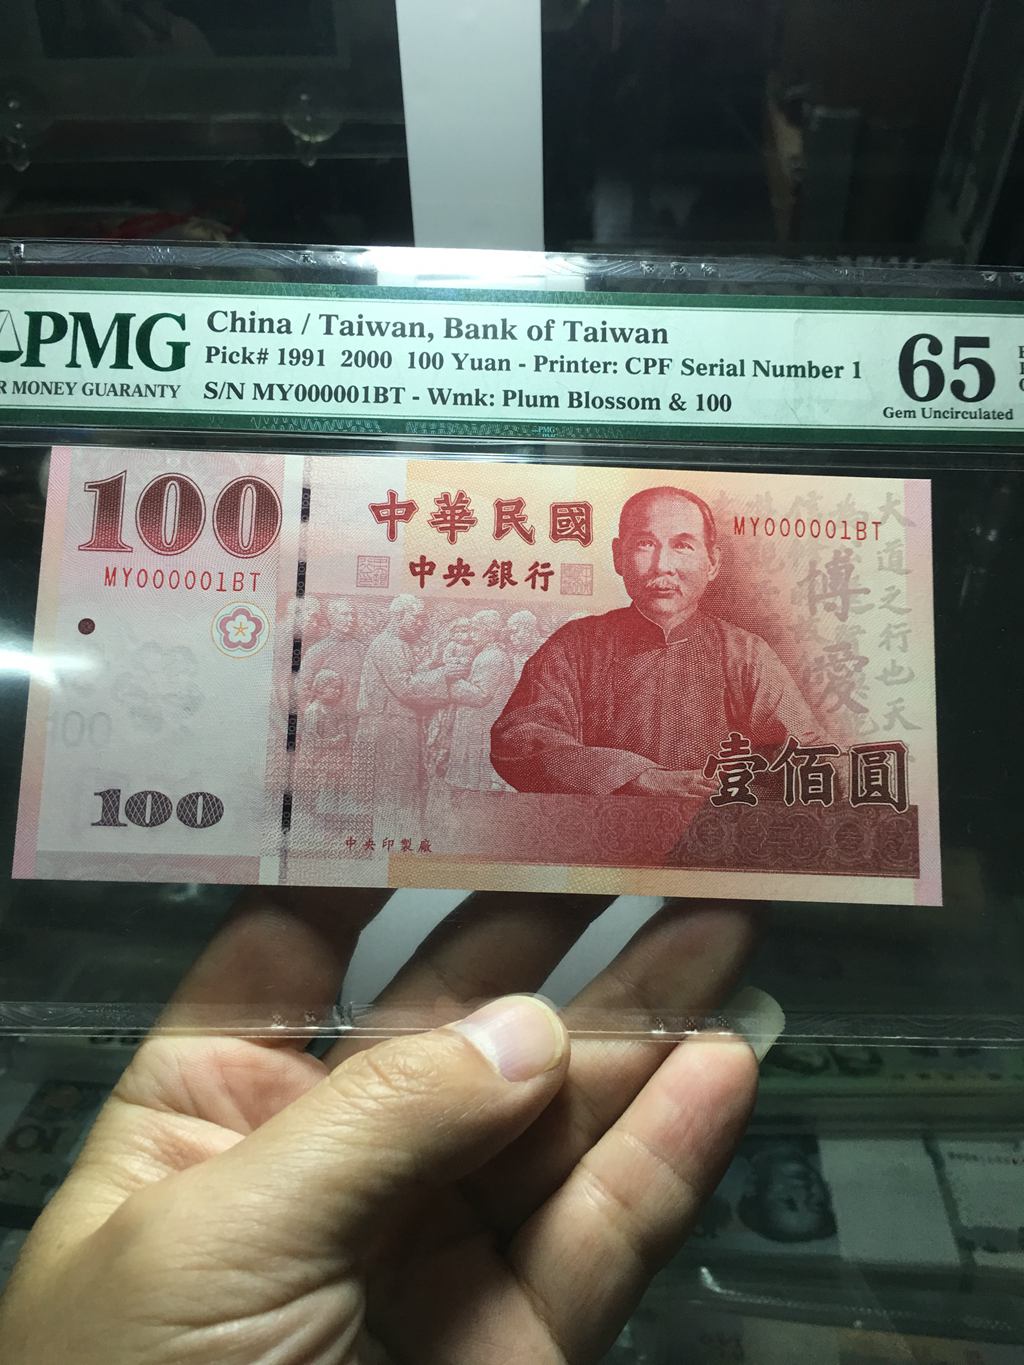 PMG
R MONEY GUARANTY
China / Taiwan, Bank of Taiwan
Pick# 1991 2000 100 Yuan - Printer: CPF Serial Number 1
S/N MY000001BT - Wmk: Plum Blossom & 100
65
Gem Uncirculated
PMG
100
中華民國
MY000001BT
MY000001BT
中央銀行
博愛
大道之行也天
壹佰圓
100
100
中央印製廠